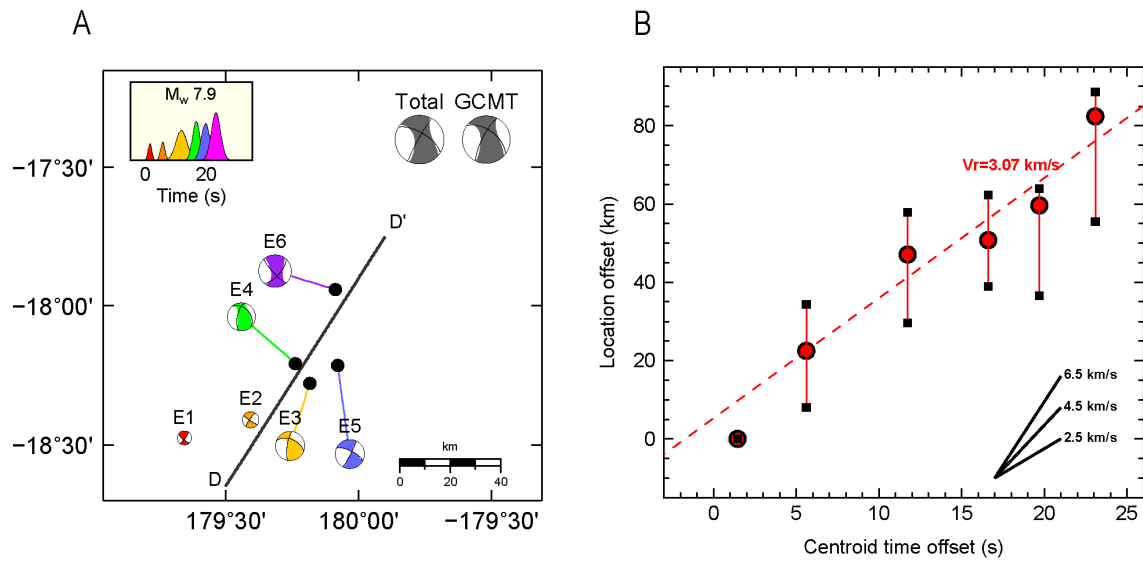 A
B
M_w 7.9
0
20
Time (s)
Total
GCMT
−17°30'
−18°00'
−18°30'
D'
E6
E4
E2
E1
E3
E5
D
km
0
20
40
179°30'
180°00'
−179°30'
Vr=3.07 km/s
6.5 km/s
4.5 km/s
2.5 km/s
80
60
40
20
0
Location offset (km)
0
5
10
15
20
25
Centroid time offset (s)